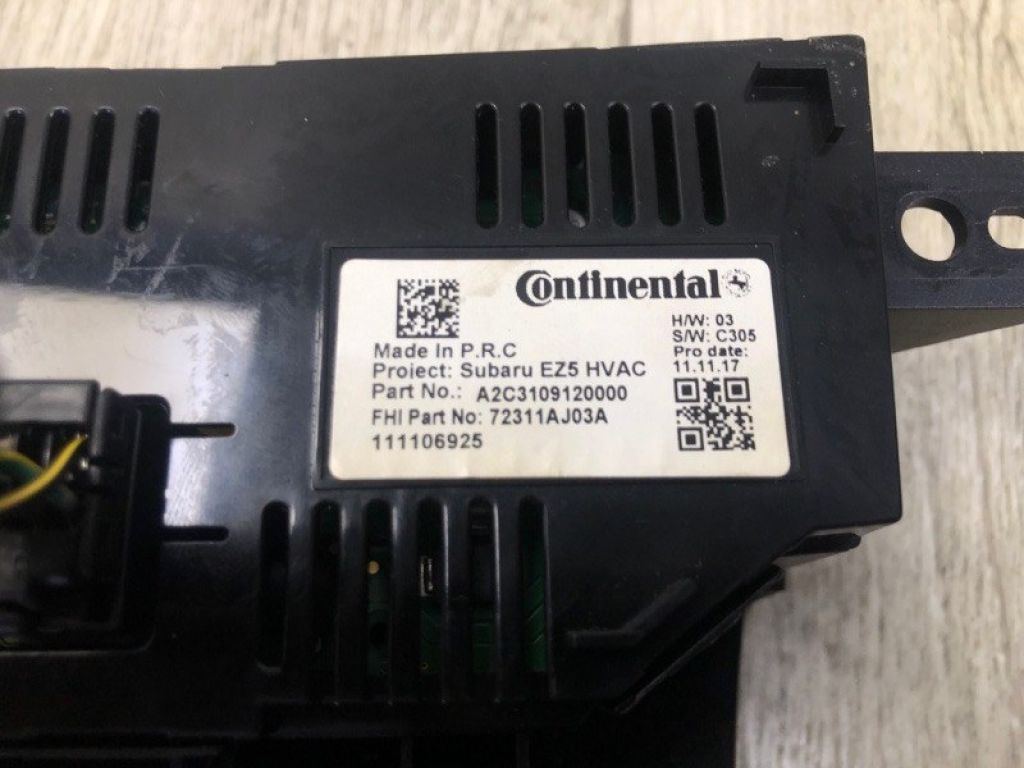 Continental
H/W: 03
S/W: C305
Pro date:
11.11.17
Made In P.R.C
Project: Subaru EZ5 HVAC
Part No.: A2C3109120000
FHI Part No: 72311AJ03A
111106925